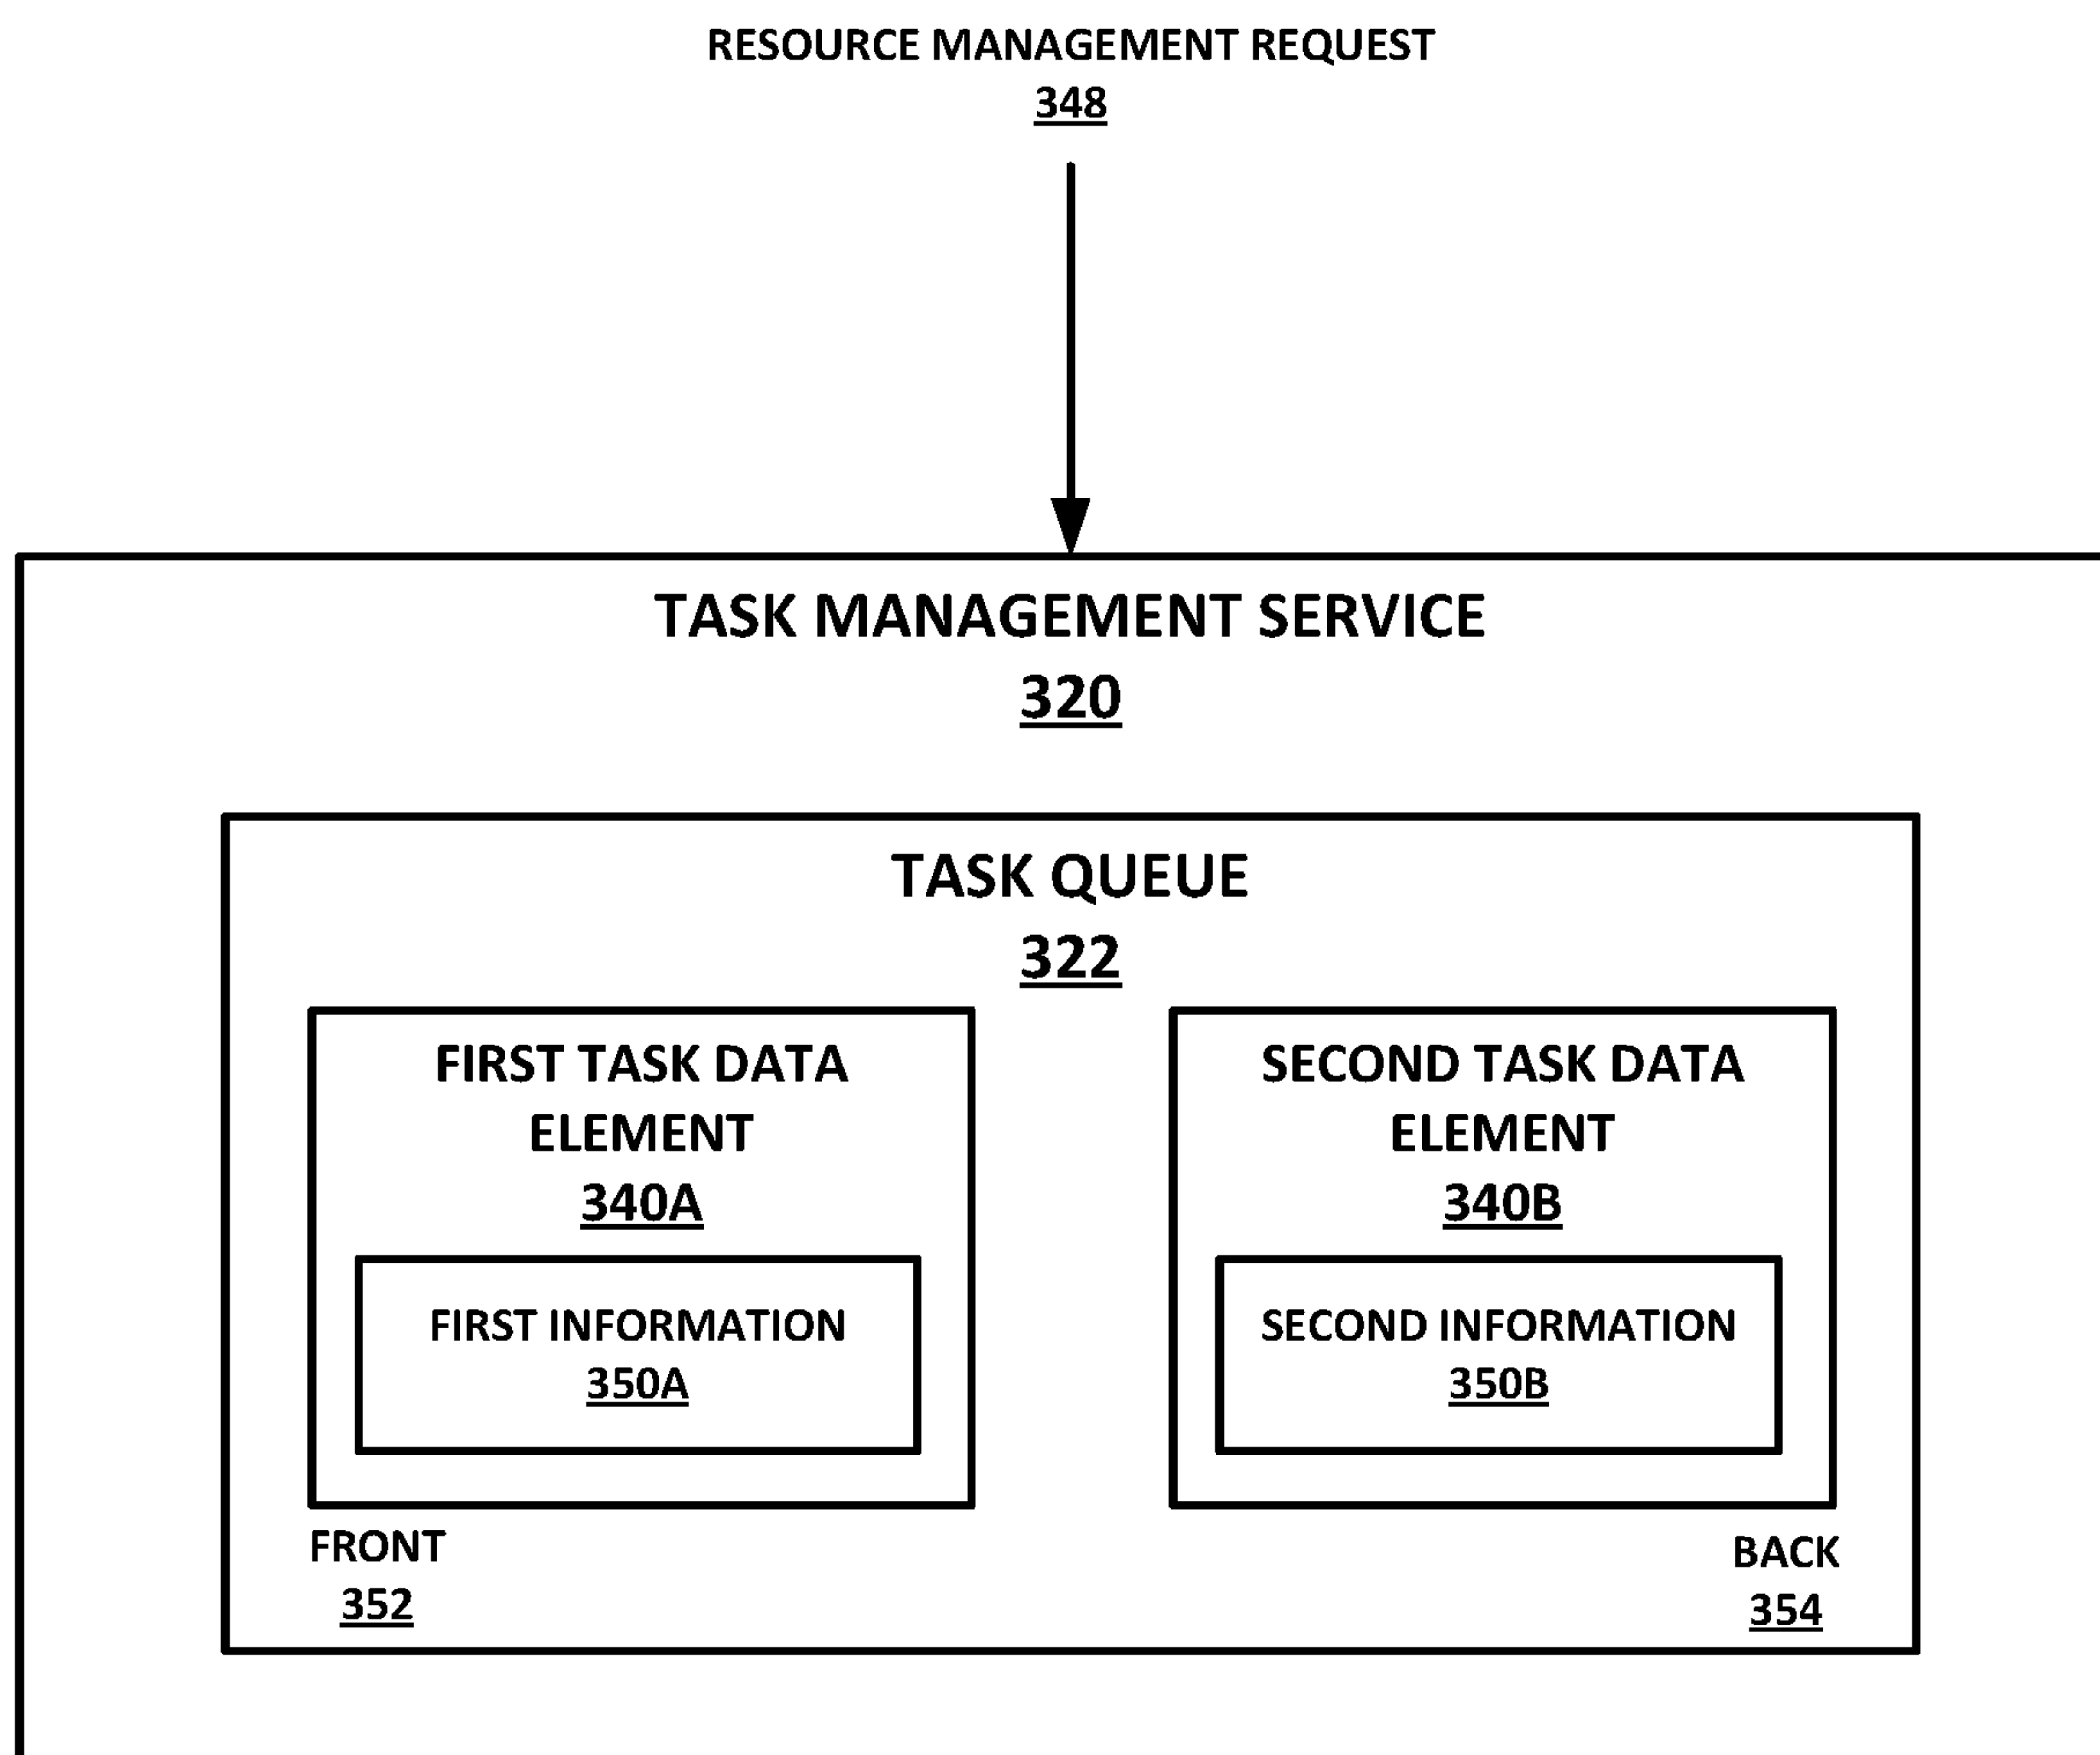 RESOURCE MANAGEMENT REQUEST
348
TASK MANAGEMENT SERVICE
320
TASK QUEUE
322
FIRST TASK DATA
ELEMENT
340A
FIRST INFORMATION
350A
SECOND TASK DATA
ELEMENT
340B
SECOND INFORMATION
350B
FRONT
352
BACK
354